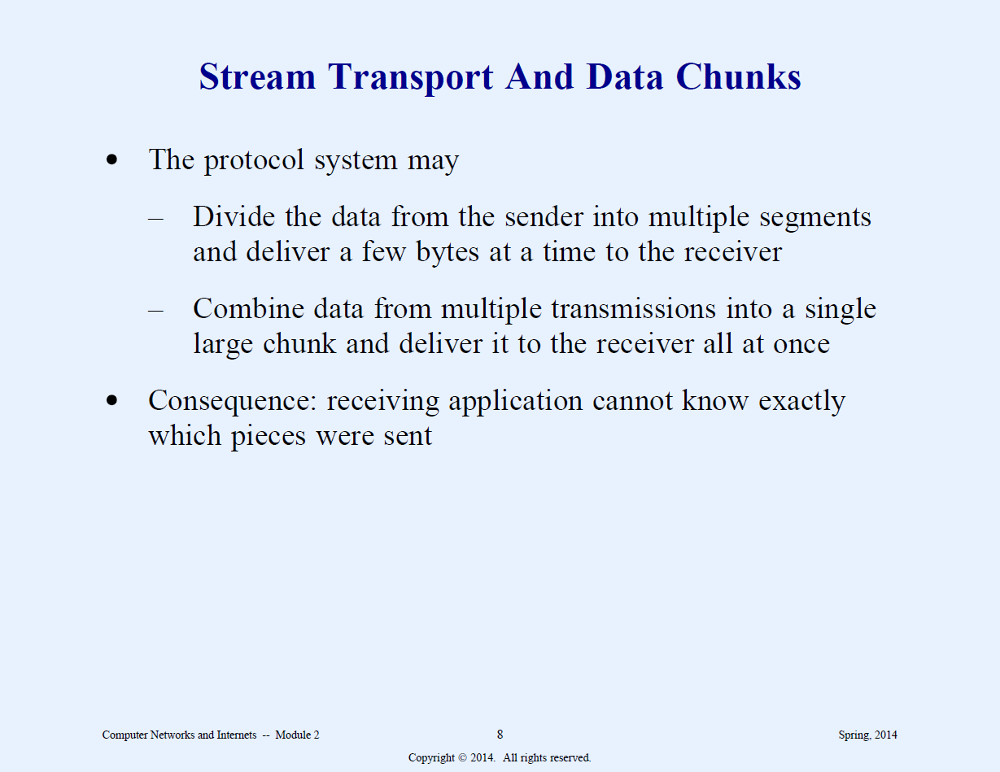 Stream Transport And Data Chunks
• The protocol system may
– Divide the data from the sender into multiple segments
and deliver a few bytes at a time to the receiver
– Combine data from multiple transmissions into a single
large chunk and deliver it to the receiver all at once
• Consequence: receiving application cannot know exactly
which pieces were sent
Computer Networks and Internets -- Module 2 8 Spring, 2014
Copyright © 2014. All rights reserved.